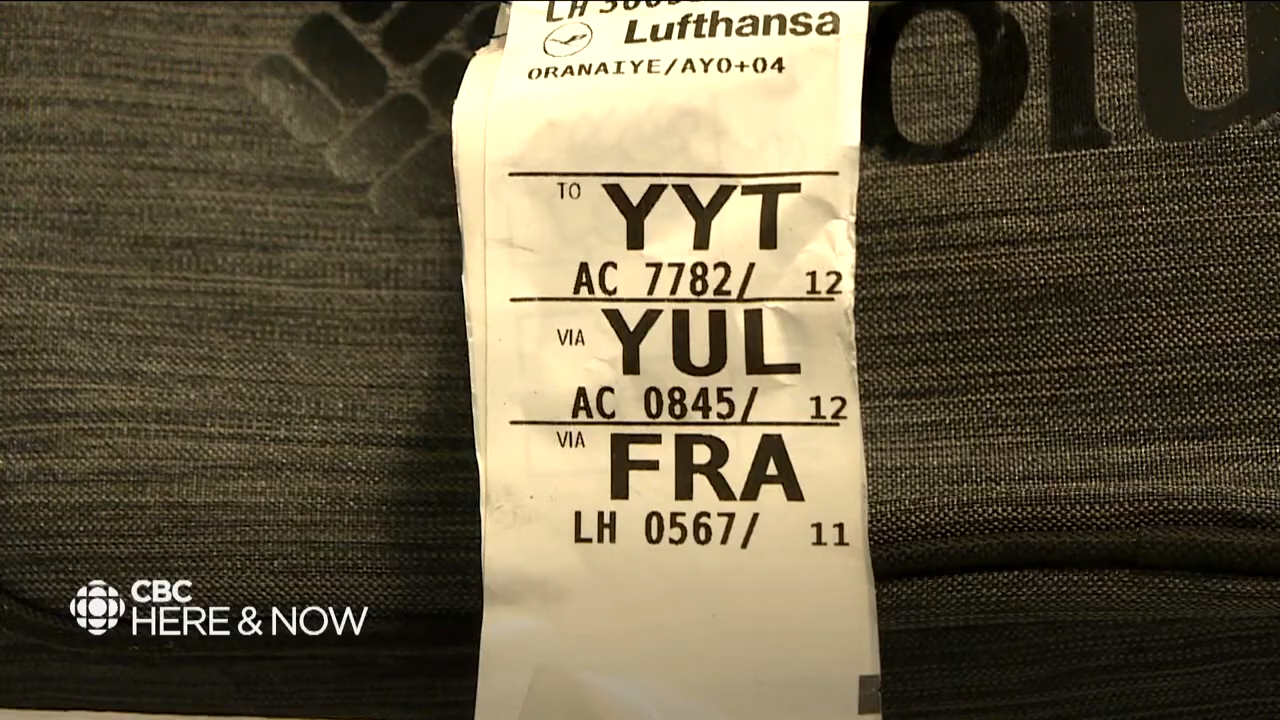 Lufthansa
ORANAIYE/AYO+04
TO YYT
AC 7782/ 12
VIA YUL
AC 0845/ 12
VIA FRA
LH 0567/ 11
CBC
HERE & NOW